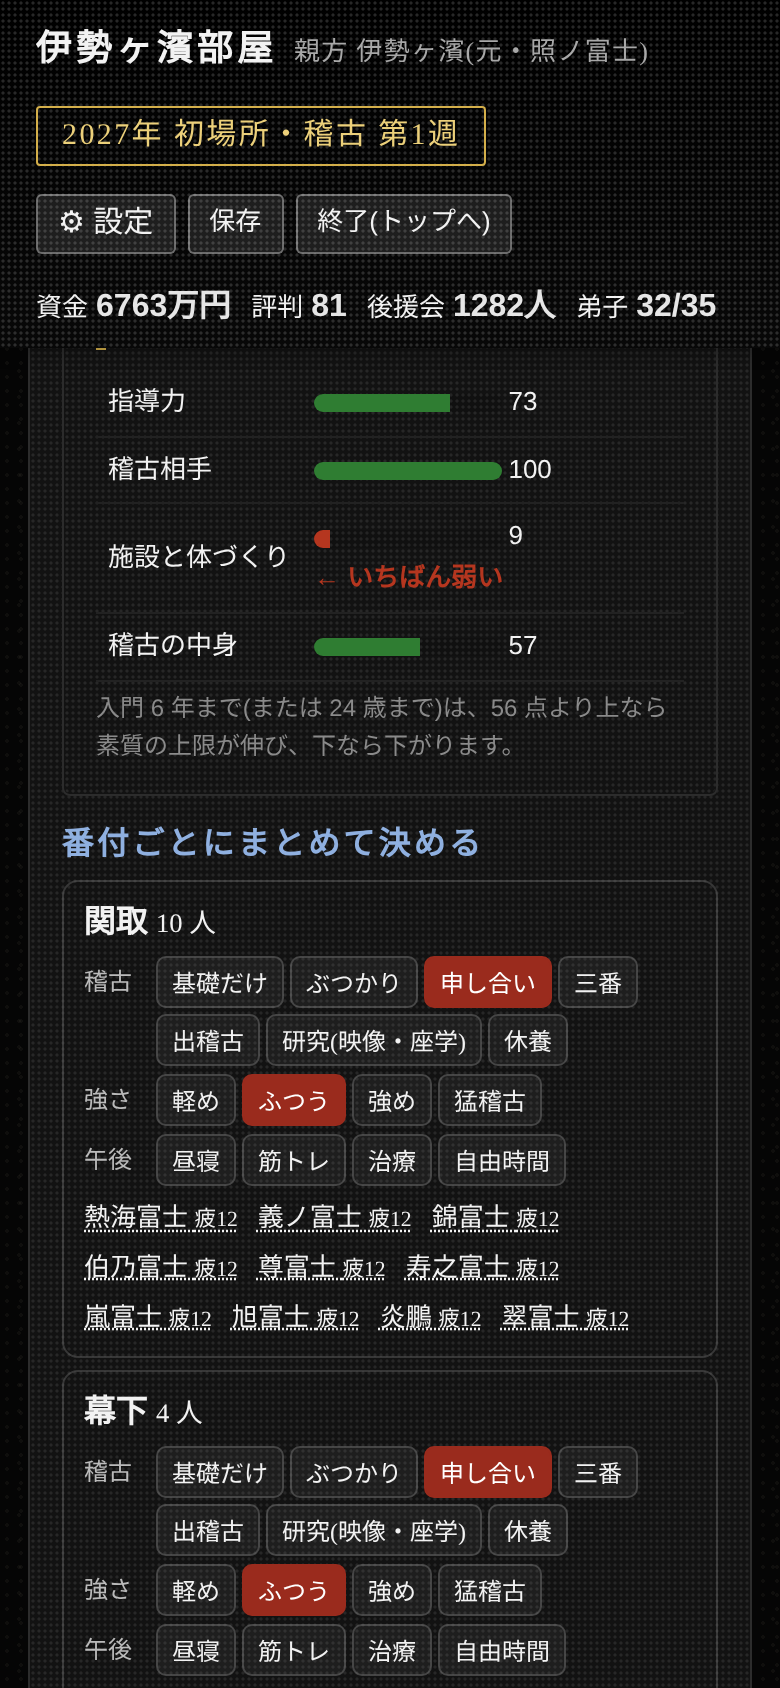 伊勢ヶ濱部屋 親方 伊勢ヶ濱(元・照ノ富士)
2027年 初場所・稽古 第1週
⚙ 設定 保存 終了(トップへ)
資金 6763万円 評判 81 後援会 1282人 弟子 32/35
指導力 73
稽古相手 100
施設と体づくり 9
← いちばん弱い
稽古の中身 57
入門 6 年まで(または 24 歳まで)は、56 点より上なら
素質の上限が伸び、下なら下がります。
番付ごとにまとめて決める
関取 10 人
稽古 基礎だけ ぶつかり 申し合い 三番
出稽古 研究(映像・座学) 休養
強さ 軽め ふつう 強め 猛稽古
午後 昼寝 筋トレ 治療 自由時間
熱海富士 疲12 義ノ富士 疲12 錦富士 疲12
伯乃富士 疲12 尊富士 疲12 寿之富士 疲12
嵐富士 疲12 旭富士 疲12 炎鵬 疲12 翠富士 疲12
幕下 4 人
稽古 基礎だけ ぶつかり 申し合い 三番
出稽古 研究(映像・座学) 休養
強さ 軽め ふつう 強め 猛稽古
午後 昼寝 筋トレ 治療 自由時間